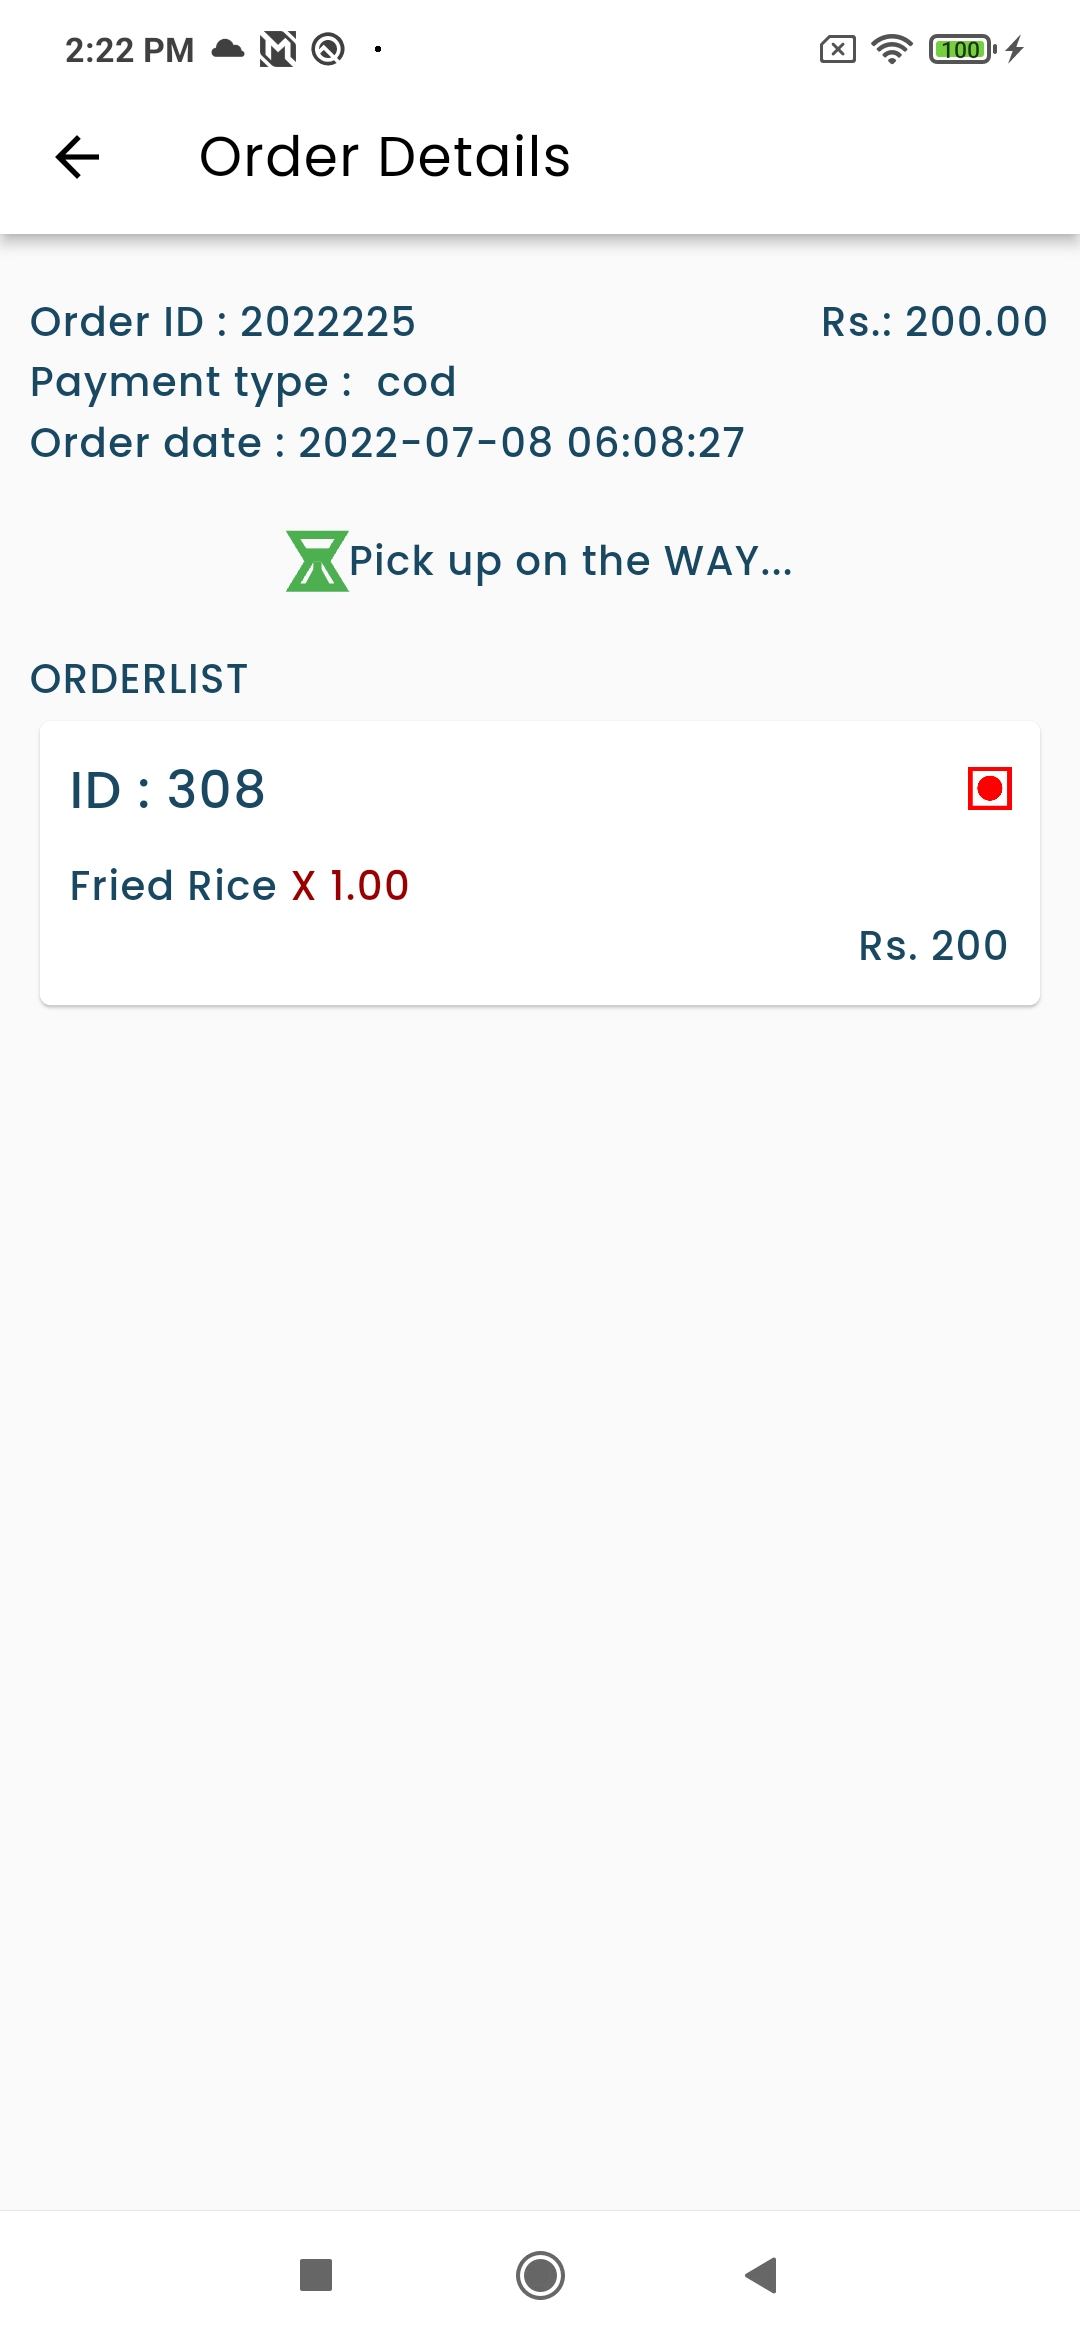 2:22 PM
100
Order Details
Order ID : 2022225
Rs.: 200.00
Payment type :  cod
Order date : 2022-07-08 06:08:27
Pick up on the WAY...
ORDERLIST
ID : 308
Fried Rice X 1.00
Rs. 200